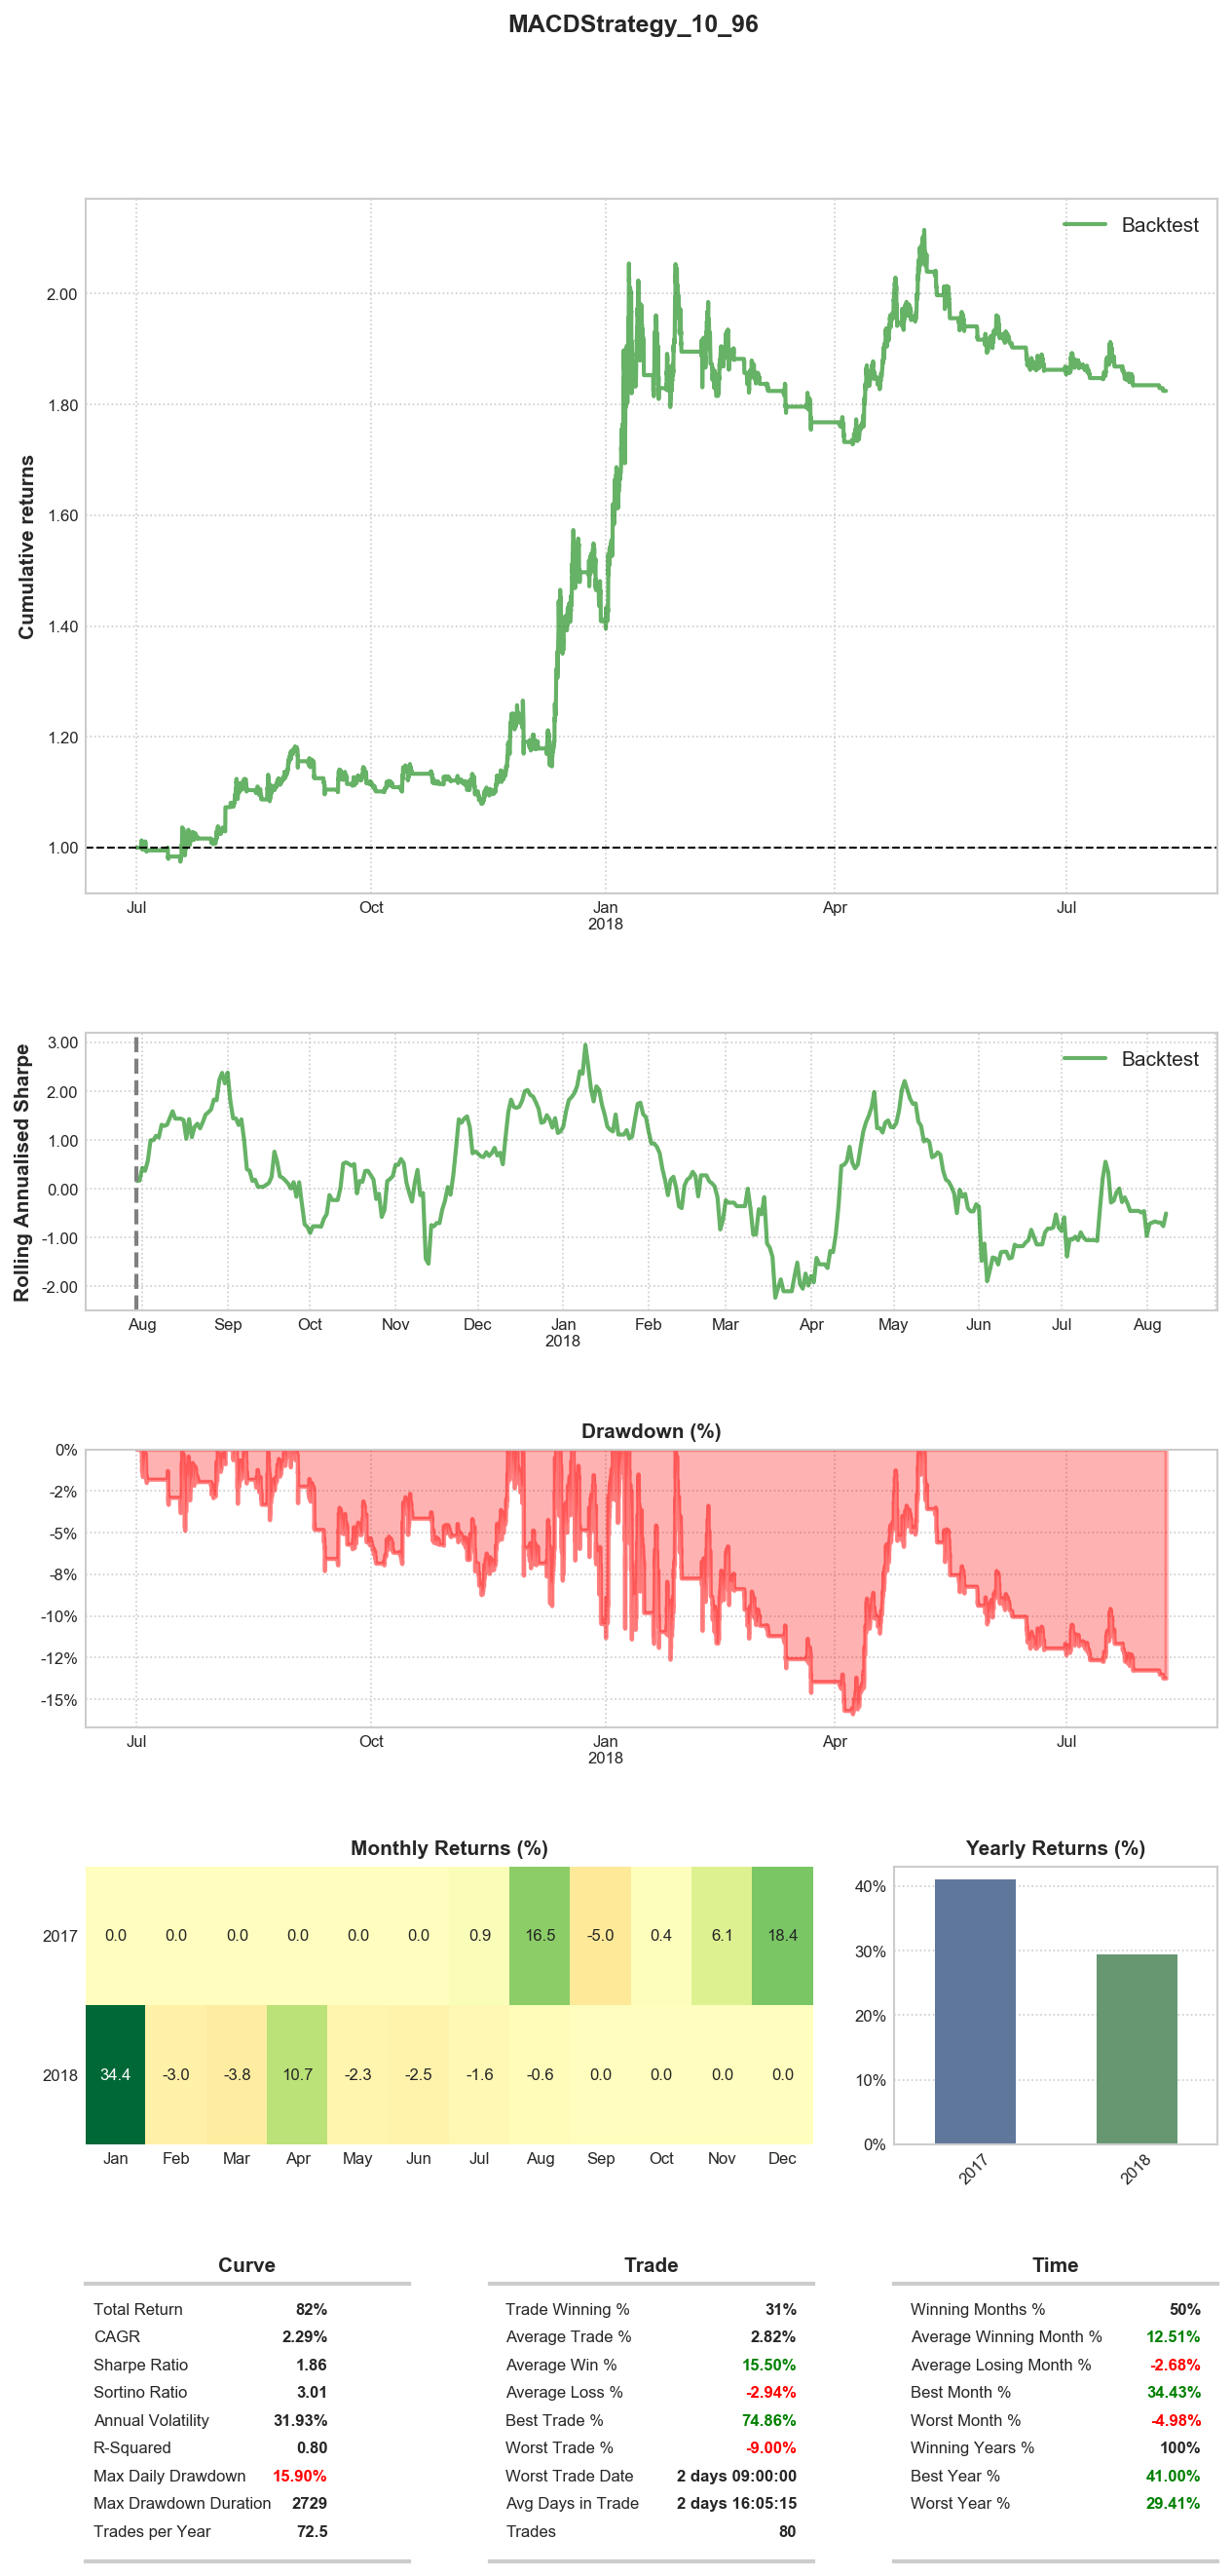 MACDStrategy_10_96
Backtest
Cumulative returns
2.00
1.80
1.60
1.40
1.20
1.00
Jul Oct Jan Apr Jul
2018
Backtest
Rolling Annualised Sharpe
3.00
2.00
1.00
0.00
-1.00
-2.00
Aug Sep Oct Nov Dec Jan Feb Mar Apr May Jun Jul Aug
2018
Drawdown (%)
0%
-2%
-5%
-8%
-10%
-12%
-15%
Jul Oct Jan Apr Jul
2018
Monthly Returns (%)
2017 0.0 0.0 0.0 0.0 0.0 0.0 0.9 16.5 -5.0 0.4 6.1 18.4
2018 34.4 -3.0 -3.8 10.7 -2.3 -2.5 -1.6 -0.6 0.0 0.0 0.0 0.0
Jan Feb Mar Apr May Jun Jul Aug Sep Oct Nov Dec
Yearly Returns (%)
40%
30%
20%
10%
0%
2017 2018
Curve
Total Return 82%
CAGR 2.29%
Sharpe Ratio 1.86
Sortino Ratio 3.01
Annual Volatility 31.93%
R-Squared 0.80
Max Daily Drawdown 15.90%
Max Drawdown Duration 2729
Trades per Year 72.5
Trade
Trade Winning % 31%
Average Trade % 2.82%
Average Win % 15.50%
Average Loss % -2.94%
Best Trade % 74.86%
Worst Trade % -9.00%
Worst Trade Date 2 days 09:00:00
Avg Days in Trade 2 days 16:05:15
Trades 80
Time
Winning Months % 50%
Average Winning Month % 12.51%
Average Losing Month % -2.68%
Best Month % 34.43%
Worst Month % -4.98%
Winning Years % 100%
Best Year % 41.00%
Worst Year % 29.41%